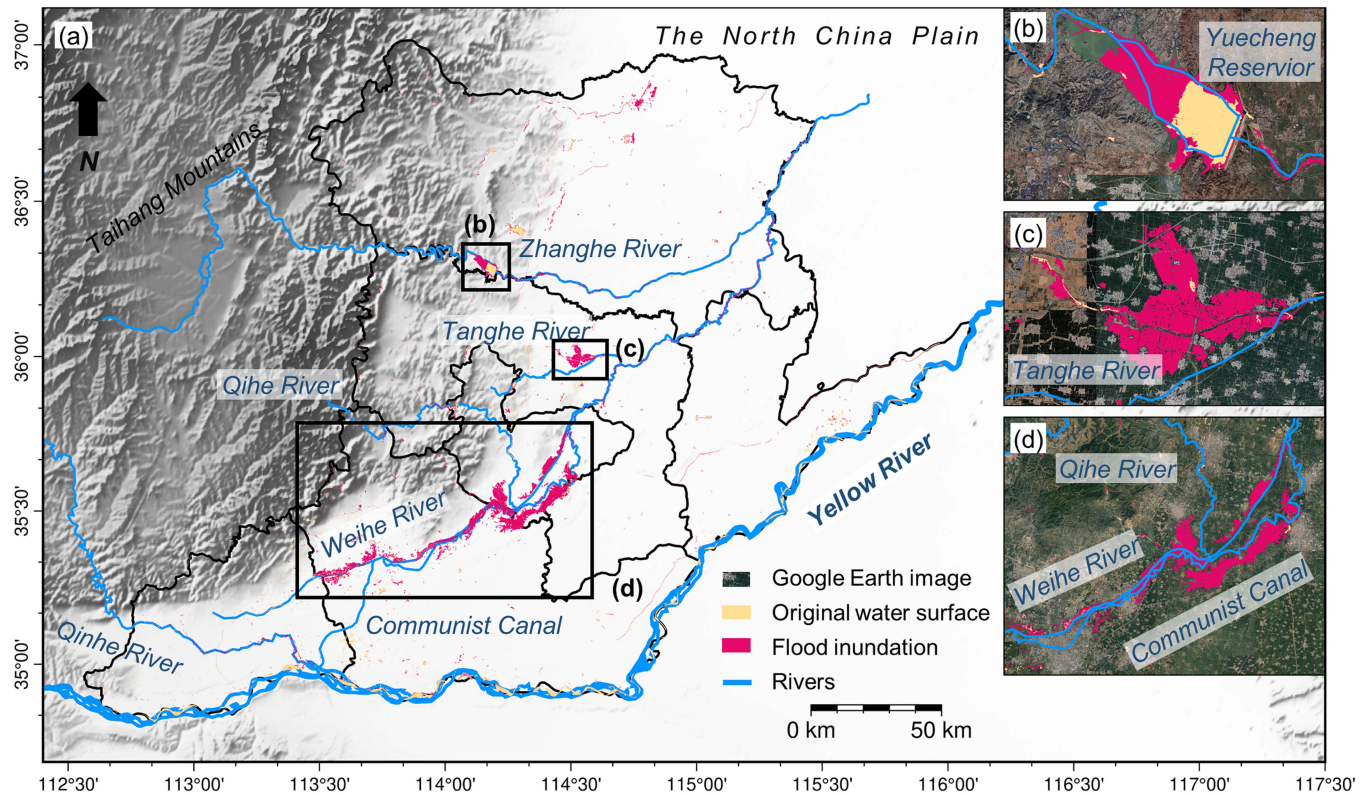 (a)
The North China Plain
N
Taihang Mountains
(b)
Zhanghe River
Tanghe River
(c)
Qihe River
Weihe River
(d)
Communist Canal
Qinhe River
Yellow River
Google Earth image
Original water surface
Flood inundation
Rivers
0 km
50 km
37°00'
36°30'
36°00'
35°30'
35°00'
112°30'
113°00'
113°30'
114°00'
114°30'
115°00'
115°30'
116°00'
116°30'
117°00'
117°30'
(b)
Yuecheng
Reservior
(c)
Tanghe River
(d)
Qihe River
Weihe River
Communist Canal